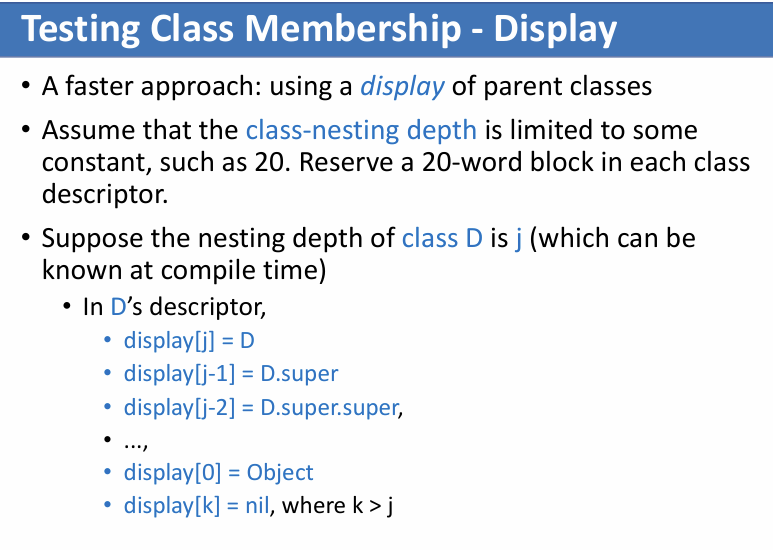 Testing Class Membership - Display
• A faster approach: using a display of parent classes
• Assume that the class-nesting depth is limited to some
constant, such as 20. Reserve a 20-word block in each class
descriptor.
• Suppose the nesting depth of class D is j (which can be
known at compile time)
• In D’s descriptor,
• display[j] = D
• display[j-1] = D.super
• display[j-2] = D.super.super,
• ...,
• display[0] = Object
• display[k] = nil, where k > j